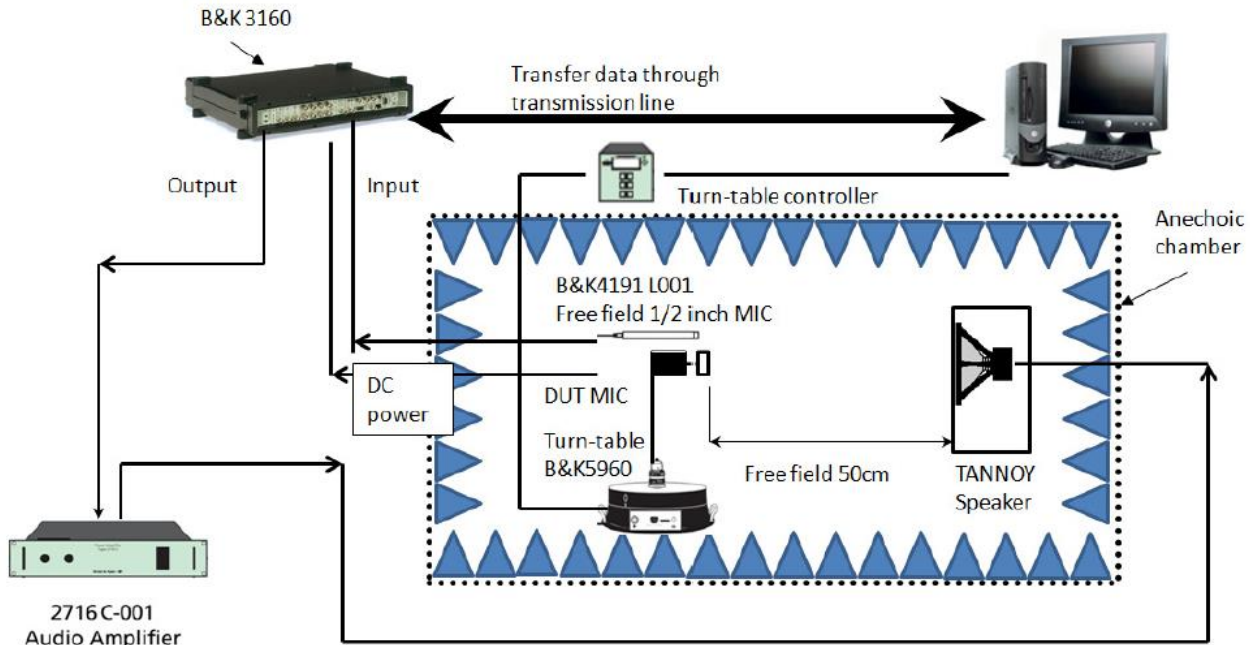 B&K 3160
Transfer data through
transmission line
Output
Input
Turn-table controller
Anechoic
chamber
B&K4191 L001
Free field 1/2 inch MIC
DC
power
DUT MIC
Turn-table
B&K5960
Free field 50cm
TANNOY
Speaker
2716 C-001
Audio Amplifier